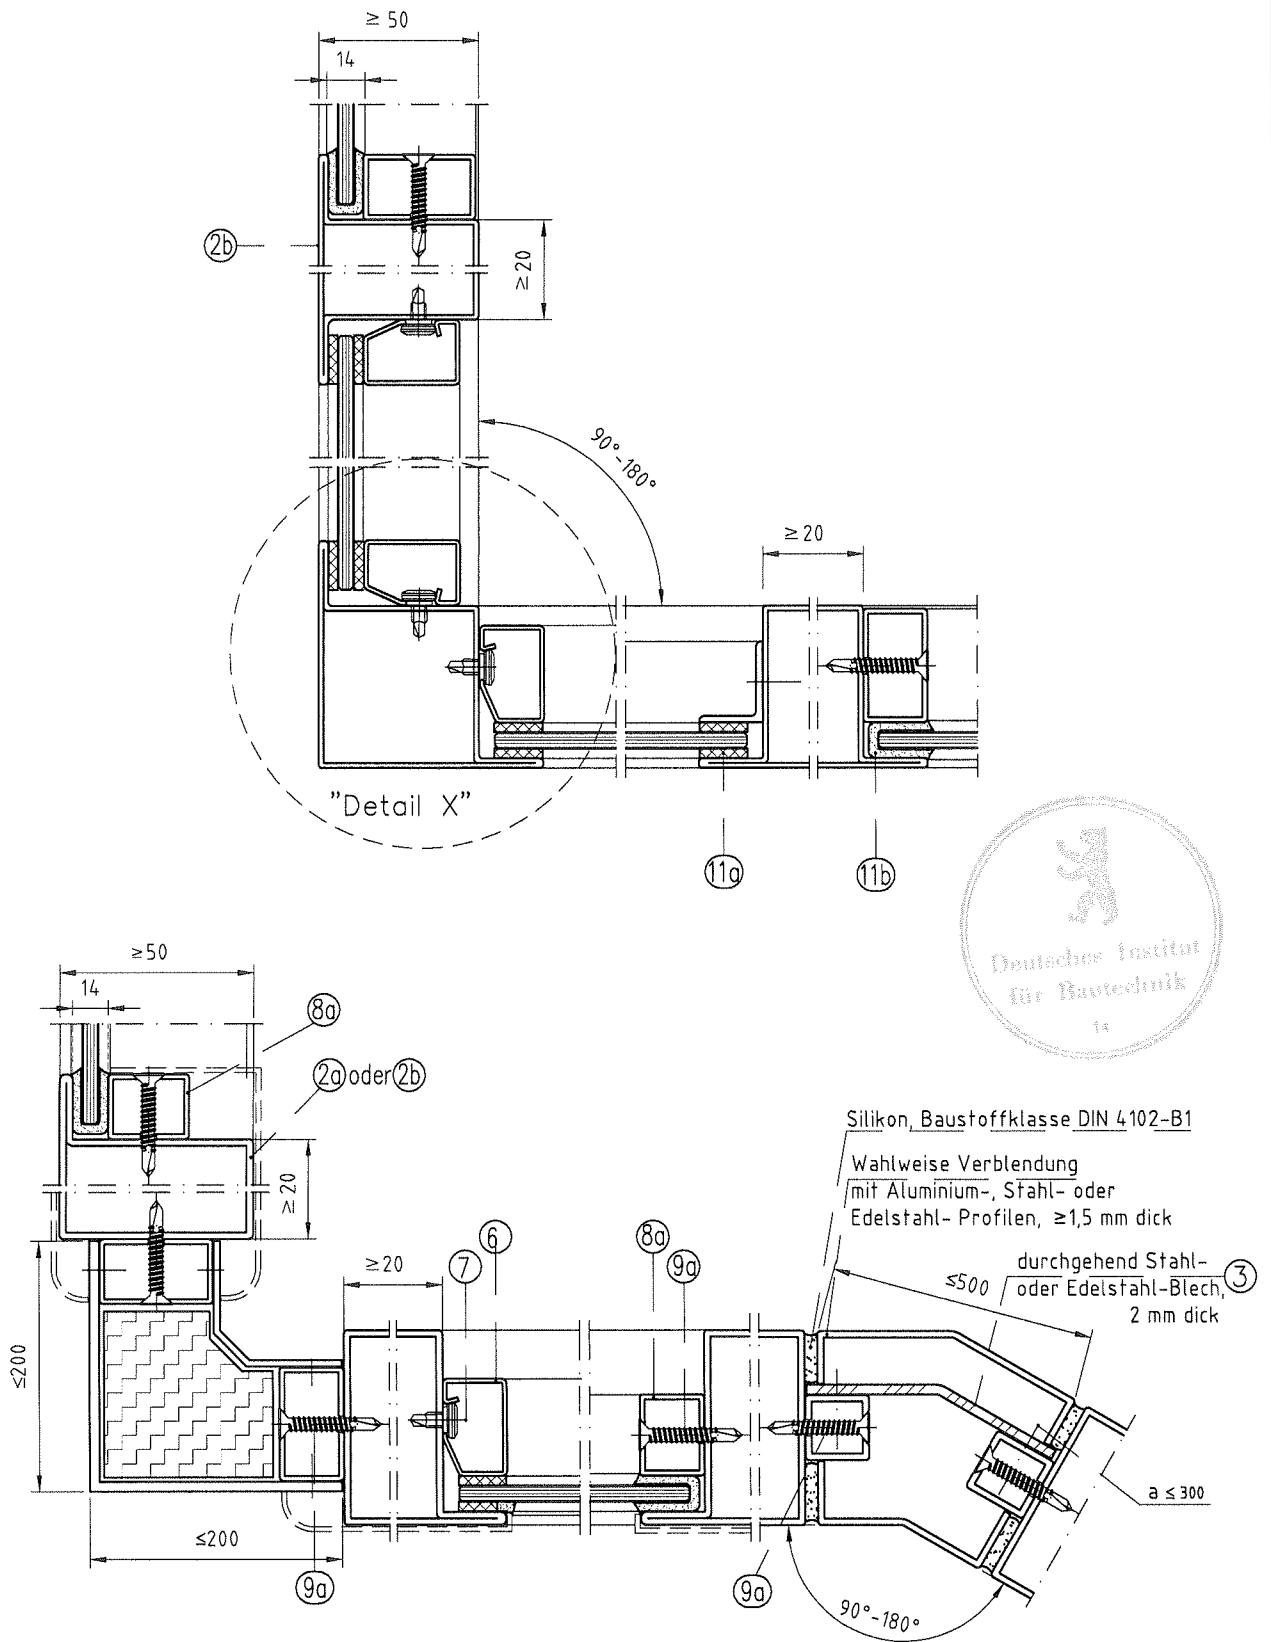 ≥ 50
14
2b
≥20
90°-180°
≥20
"Detail X"
11a
11b
Deutsches Institut
für Bautechnik
14
≥50
14
8a
2a oder 2b
≥20
Silikon, Baustoffklasse DIN 4102-B1
Wahlweise Verblendung
mit Aluminium-, Stahl- oder
Edelstahl- Profilen, ≥1,5 mm dick
durchgehend Stahl-
oder Edelstahl-Blech, 3
2 mm dick
≤500
6
7
8a
9a
≥20
≤200
a ≤ 300
≤200
9a
9a
90°-180°